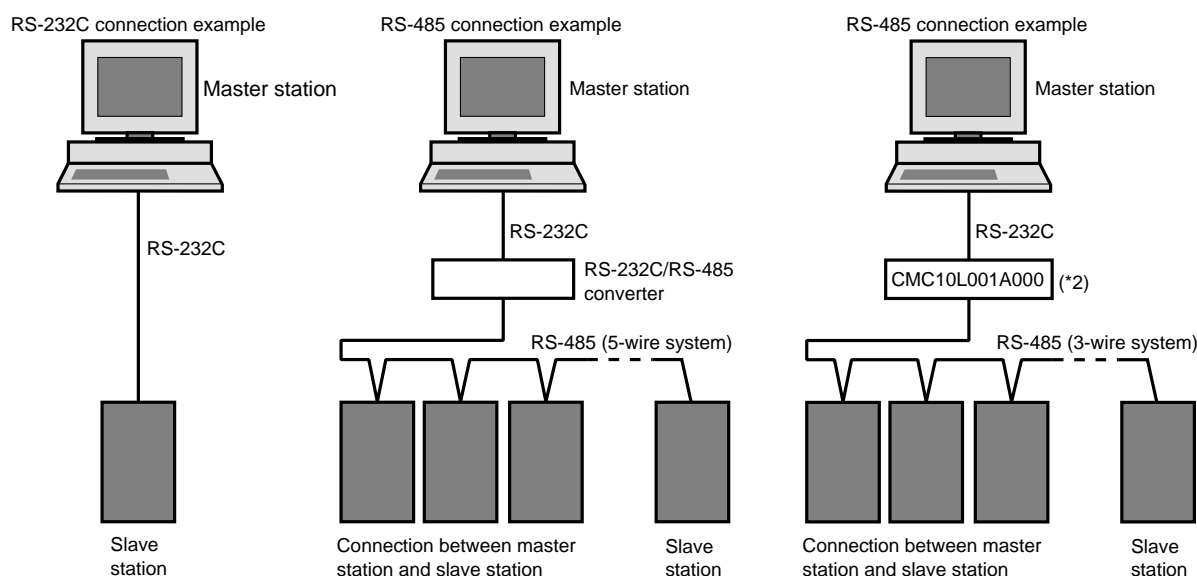 RS-232C connection example
Master station
RS-232C
Slave
station
RS-485 connection example
Master station
RS-232C
RS-232C/RS-485
converter
RS-485 (5-wire system)
Connection between master
station and slave station
Slave
station
RS-485 connection example
Master station
RS-232C
CMC10L001A000 (*2)
RS-485 (3-wire system)
Connection between master
station and slave station
Slave
station